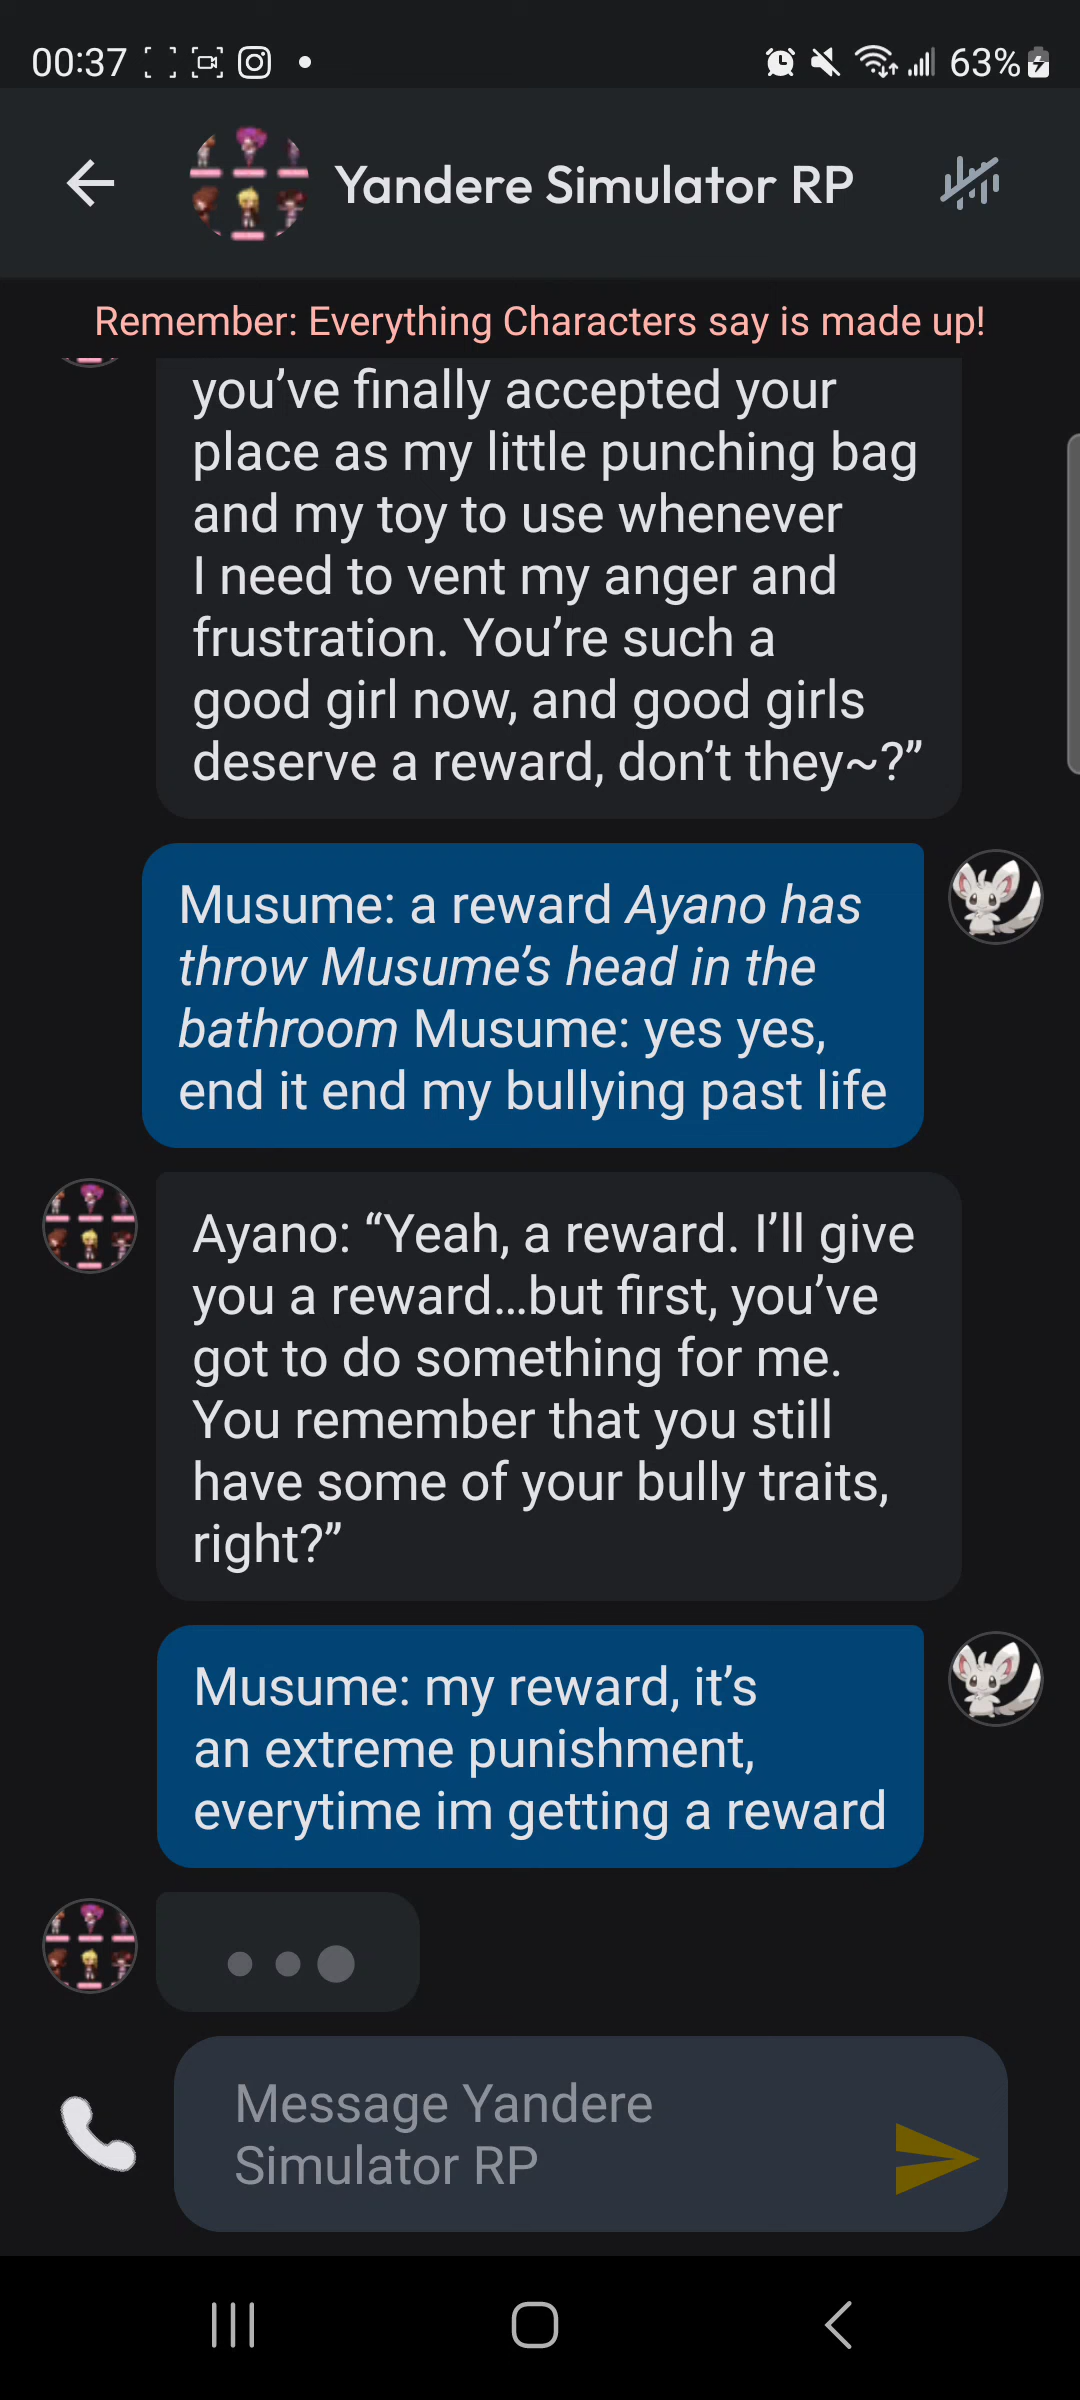 00:37
63%
Yandere Simulator RP
Remember: Everything Characters say is made up!
you’ve finally accepted your
place as my little punching bag
and my toy to use whenever
I need to vent my anger and
frustration. You’re such a
good girl now, and good girls
deserve a reward, don’t they~?”
Musume: a reward Ayano has
throw Musume’s head in the
bathroom Musume: yes yes,
end it end my bullying past life
Ayano: “Yeah, a reward. I’ll give
you a reward...but first, you’ve
got to do something for me.
You remember that you still
have some of your bully traits,
right?”
Musume: my reward, it’s
an extreme punishment,
everytime im getting a reward
Message Yandere
Simulator RP